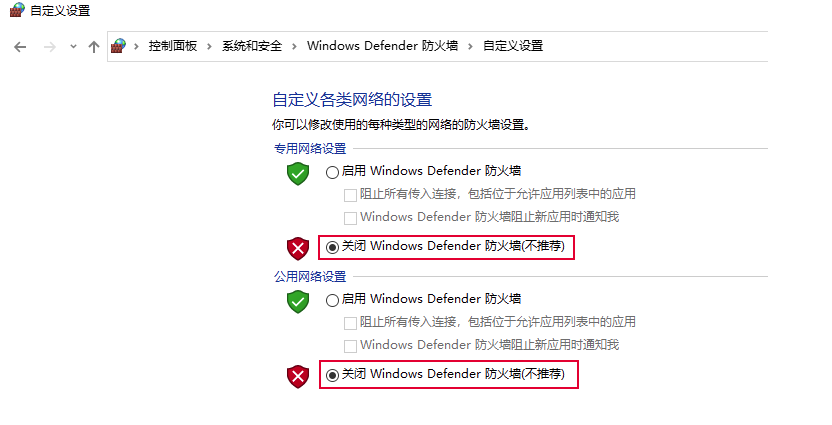 自定义设置
控制面板 系统和安全 Windows Defender 防火墙 自定义设置
自定义各类网络的设置
你可以修改使用的每种类型的网络的防火墙设置。
专用网络设置
启用 Windows Defender 防火墙
阻止所有传入连接，包括位于允许应用列表中的应用
Windows Defender 防火墙阻止新应用时通知我
关闭 Windows Defender 防火墙(不推荐)
公用网络设置
启用 Windows Defender 防火墙
阻止所有传入连接，包括位于允许应用列表中的应用
Windows Defender 防火墙阻止新应用时通知我
关闭 Windows Defender 防火墙(不推荐)